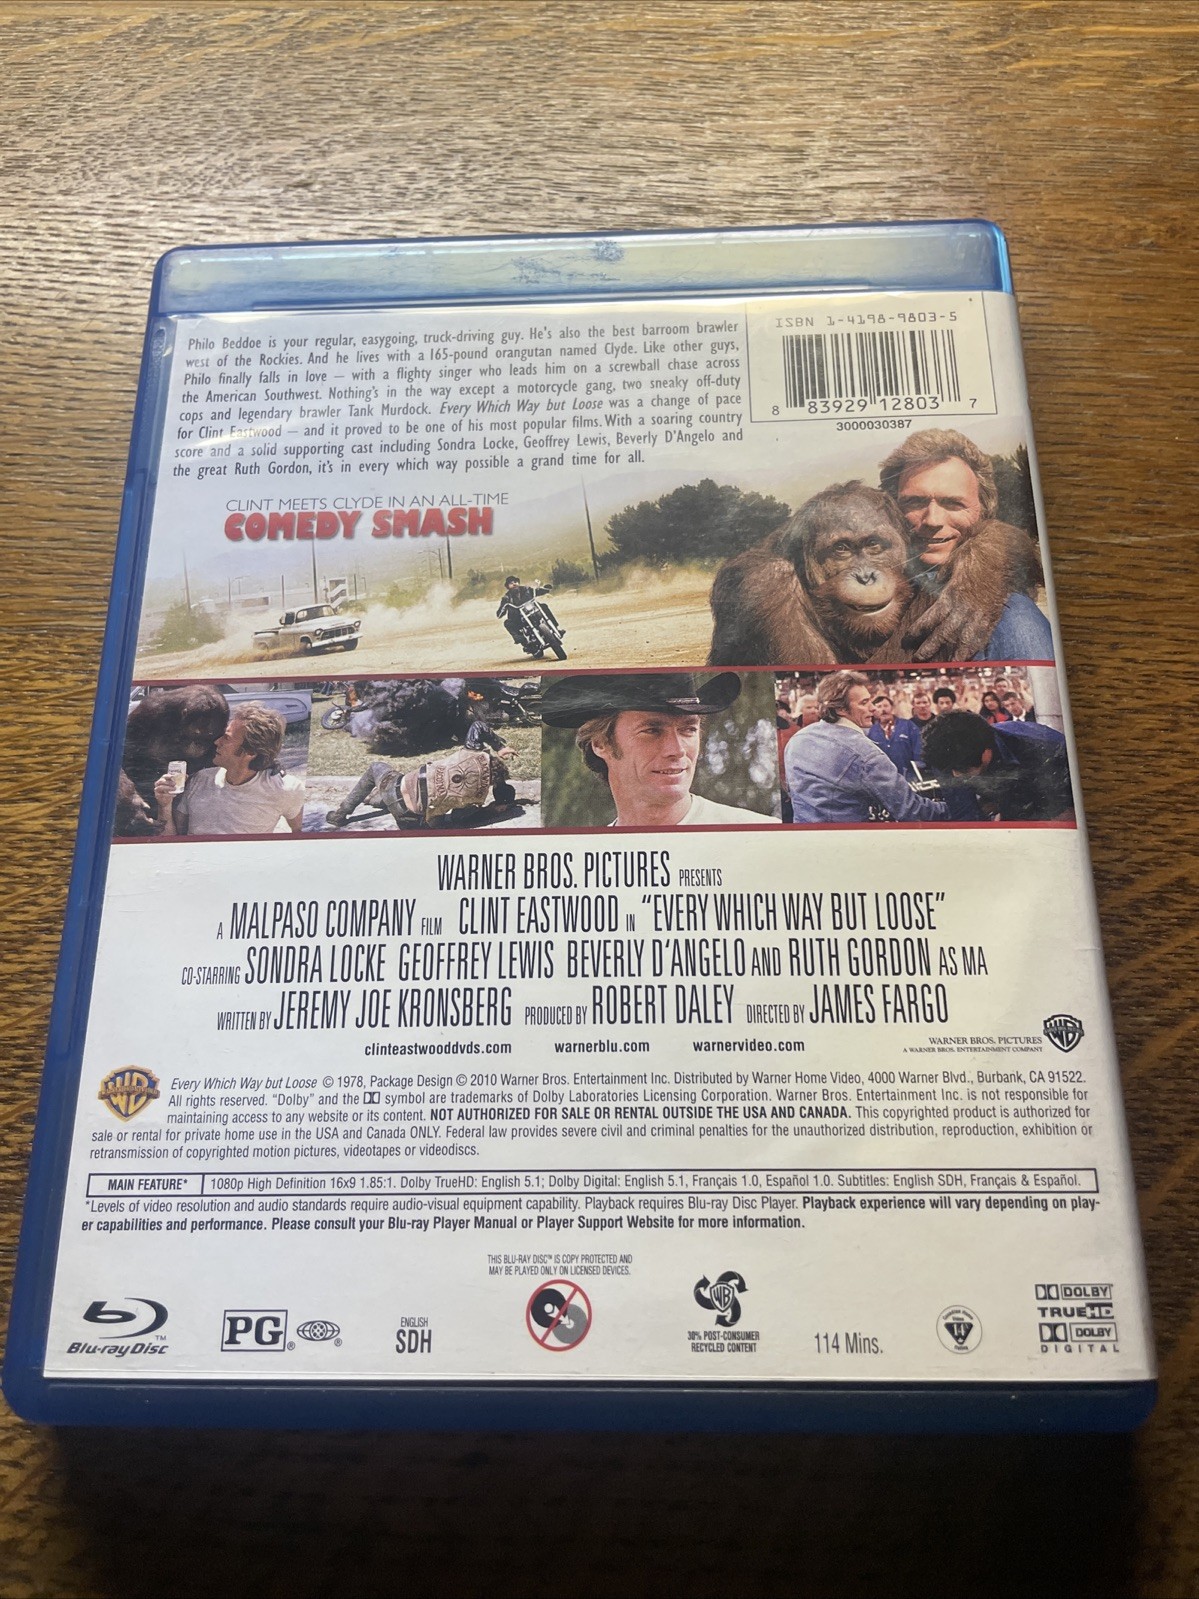 Philo Beddoe is your regular, easygoing, truck-driving guy. He's also the best barroom brawler
west of the Rockies. And he lives with a 165-pound orangutan named Clyde. Like other guys,
Philo finally falls in love — with a flighty singer who leads him on a screwball chase across
the American Southwest. Nothing's in the way except a motorcycle gang, two sneaky off-duty
cops and legendary brawler Tank Murdock. Every Which Way but Loose was a change of pace
for Clint Eastwood — and it proved to be one of his most popular films. With a soaring country
score and a solid supporting cast including Sondra Locke, Geoffrey Lewis, Beverly D'Angelo and
the great Ruth Gordon, it's in every which way possible a grand time for all.
ISBN 1-4198-9803-5
8 83929 12803 7
3000030387
CLINT MEETS CLYDE IN AN ALL-TIME
COMEDY SMASH
WARNER BROS. PICTURES PRESENTS
A MALPASO COMPANY FILM CLINT EASTWOOD IN "EVERY WHICH WAY BUT LOOSE"
CO-STARRING SONDRA LOCKE GEOFFREY LEWIS BEVERLY D'ANGELO AND RUTH GORDON AS MA
WRITTEN BY JEREMY JOE KRONSBERG PRODUCED BY ROBERT DALEY DIRECTED BY JAMES FARGO
clinteastwooddvds.com warnerblu.com warnervideo.com
WARNER BROS. PICTURES
A WARNER BROS. ENTERTAINMENT COMPANY
Every Which Way but Loose © 1978, Package Design © 2010 Warner Bros. Entertainment Inc. Distributed by Warner Home Video, 4000 Warner Blvd., Burbank, CA 91522.
All rights reserved. "Dolby" and the DD symbol are trademarks of Dolby Laboratories Licensing Corporation. Warner Bros. Entertainment Inc. is not responsible for
maintaining access to any website or its content. NOT AUTHORIZED FOR SALE OR RENTAL OUTSIDE THE USA AND CANADA. This copyrighted product is authorized for
sale or rental for private home use in the USA and Canada ONLY. Federal law provides severe civil and criminal penalties for the unauthorized distribution, reproduction, exhibition or
retransmission of copyrighted motion pictures, videotapes or videodiscs.
MAIN FEATURE* 1080p High Definition 16x9 1.85:1. Dolby TrueHD: English 5.1; Dolby Digital: English 5.1, Français 1.0, Español 1.0. Subtitles: English SDH, Français & Español.
*Levels of video resolution and audio standards require audio-visual equipment capability. Playback requires Blu-ray Disc Player. Playback experience will vary depending on play-
er capabilities and performance. Please consult your Blu-ray Player Manual or Player Support Website for more information.
THIS BLU-RAY DISC™ IS COPY PROTECTED AND
MAY BE PLAYED ONLY ON LICENSED DEVICES.
Blu-ray Disc™
PG®
ENGLISH
SDH
WB
30% POST-CONSUMER
RECYCLED CONTENT
114 Mins.
14
DOLBY
TRUEHD
DOLBY
DIGITAL